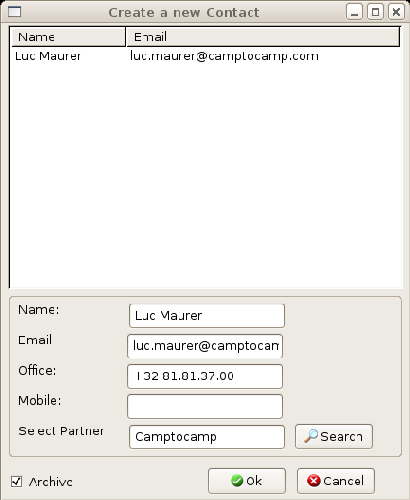 Create a new Contact
Name Email
Luc Maurer luc.maurer@camptocamp.com
Name: Luc Maurer
Email luc.maurer@camptocam
Office: +32 81.81.37.00
Mobile:
Select Partner Camptocamp Search
Archive Ok Cancel